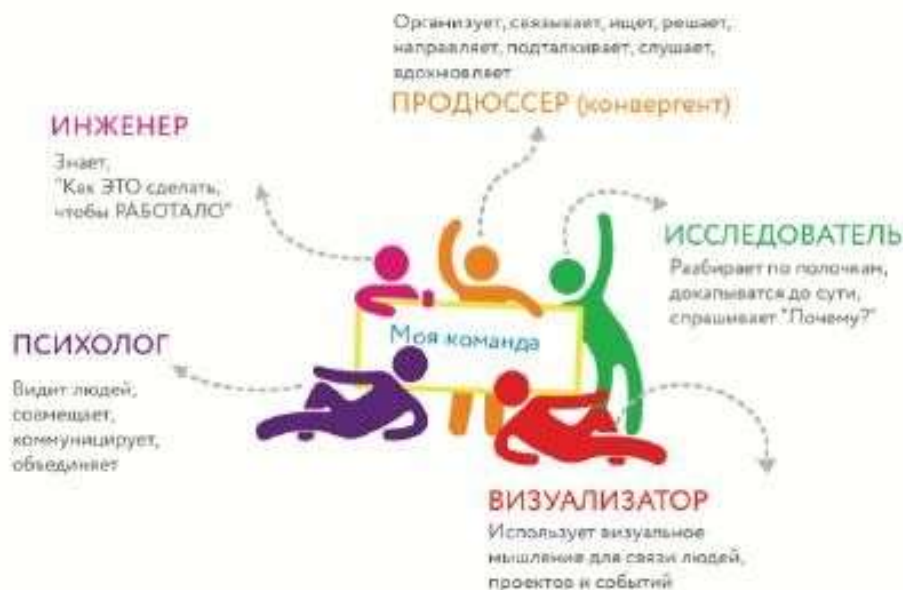 Организует, связывает, ищет, решает,
направляет, подталкивает, слушает,
вдохновляет
ПРОДЮССЕР (конвергент)
ИНЖЕНЕР
Знает,
"Как ЭТО сделать,
чтобы РАБОТАЛО"
ИССЛЕДОВАТЕЛЬ
Разбирает по полочкам,
докапыватся до сути,
спрашивает "Почему?"
Моя команда
ПСИХОЛОГ
Видит людей,
совмещает,
коммуницирует,
объединяет
ВИЗУАЛИЗАТОР
Использует визуальное
мышление для связи людей,
проектов и событий